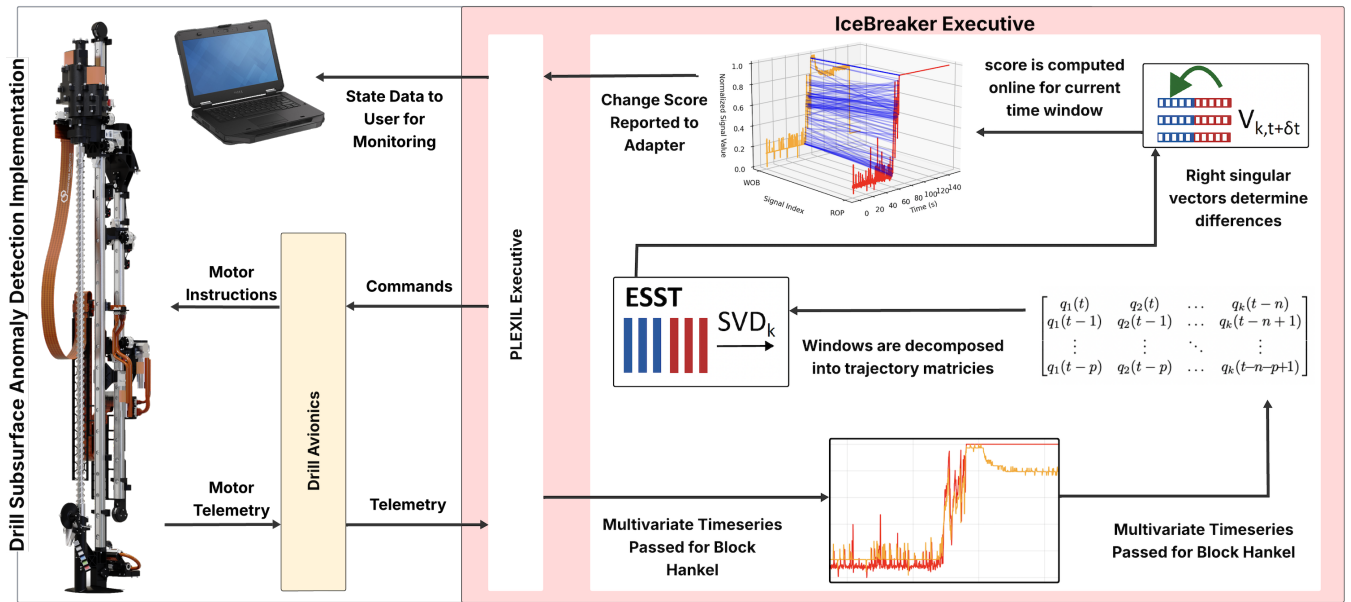 Drill Subsurface Anomaly Detection Implementation
IceBreaker Executive
State Data to
User for
Monitoring
Change Score
Reported to
Adapter
1.0
0.8
0.6
0.4
0.2
0.0
Normalized Signal Value
WOB
Signal Index
ROP
0 20 40 60 80 100 120 140
Time (s)
score is computed
online for current
time window
V_{k,t+δt}
Right singular
vectors determine
differences
Motor
Instructions
Commands
Drill Avionics
PLEXIL Executive
ESST
SVD_k
Windows are decomposed
into trajectory matricies
q₁(t) q₂(t) … q_k(t − n)
q₁(t − 1) q₂(t − 1) … q_k(t − n + 1)
⋮ ⋮ ⋱ ⋮
q₁(t − p) q₂(t − p) … q_k(t−n−p+1)
Motor
Telemetry
Telemetry
Multivariate Timeseries
Passed for Block
Hankel
Multivariate Timeseries
Passed for Block Hankel